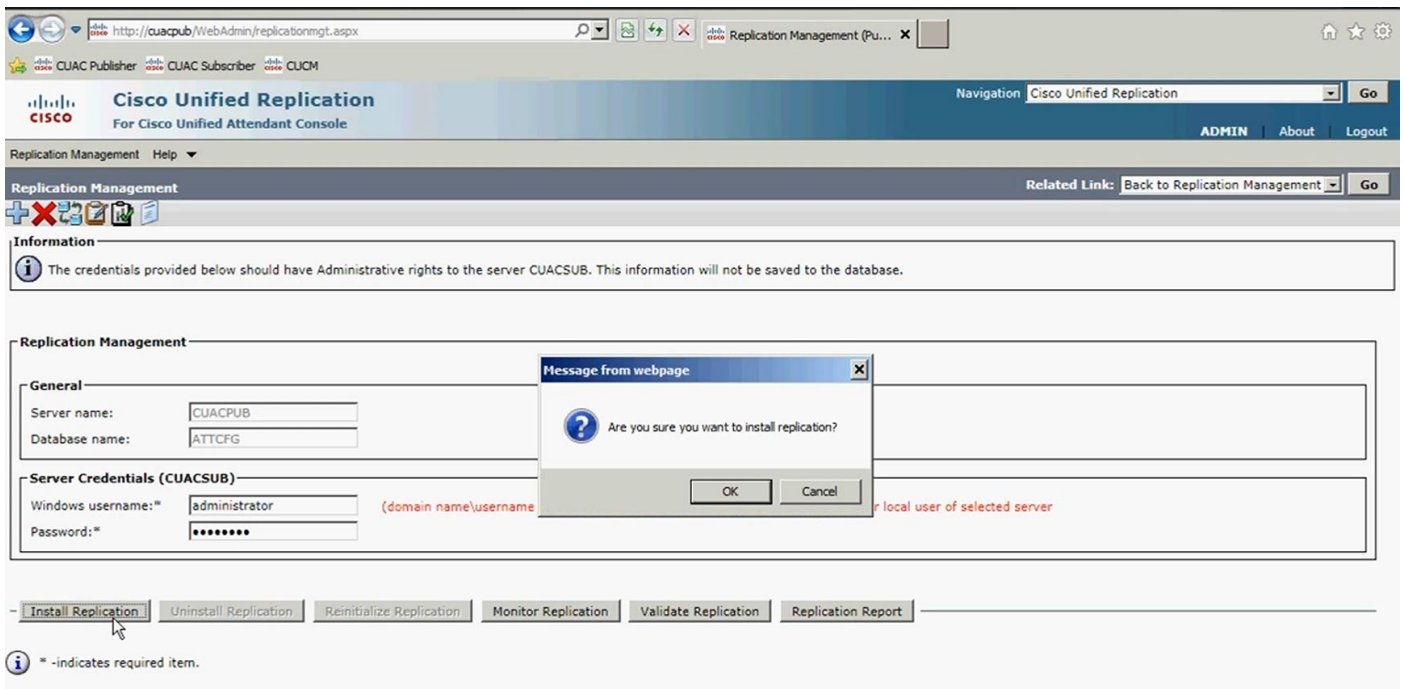 http://cuacpub/WebAdmin/replicationmgt.aspx
Replication Management (Pu...
CUAC Publisher CUAC Subscriber CUCM
CISCO
Cisco Unified Replication
For Cisco Unified Attendant Console
Navigation Cisco Unified Replication Go
ADMIN | About | Logout
Replication Management Help
Replication Management
Related Link: Back to Replication Management Go
Information
The credentials provided below should have Administrative rights to the server CUACSUB. This information will not be saved to the database.
Replication Management
General
Server name: CUACPUB
Database name: ATTCFG
Message from webpage
Are you sure you want to install replication?
OK Cancel
Server Credentials (CUACSUB)
Windows username:* administrator (domain name\username r local user of selected server
Password:* ••••••••
Install Replication Uninstall Replication Reinitialize Replication Monitor Replication Validate Replication Replication Report
* -indicates required item.